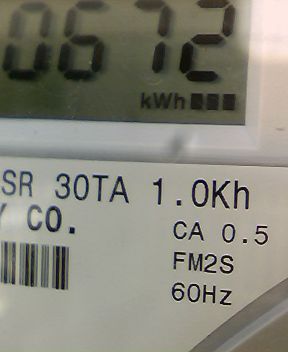 0672
kWh
SR 30TA 1.0Kh
Y CO.
CA 0.5
FM2S
60Hz